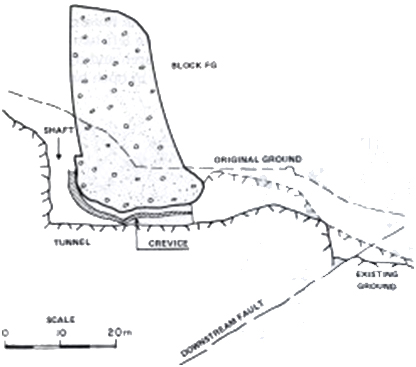 BLOCK FG
SHAFT
ORIGINAL GROUND
TUNNEL
CREVICE
EXISTING
GROUND
DOWNSTREAM FAULT
SCALE
0 10 20m